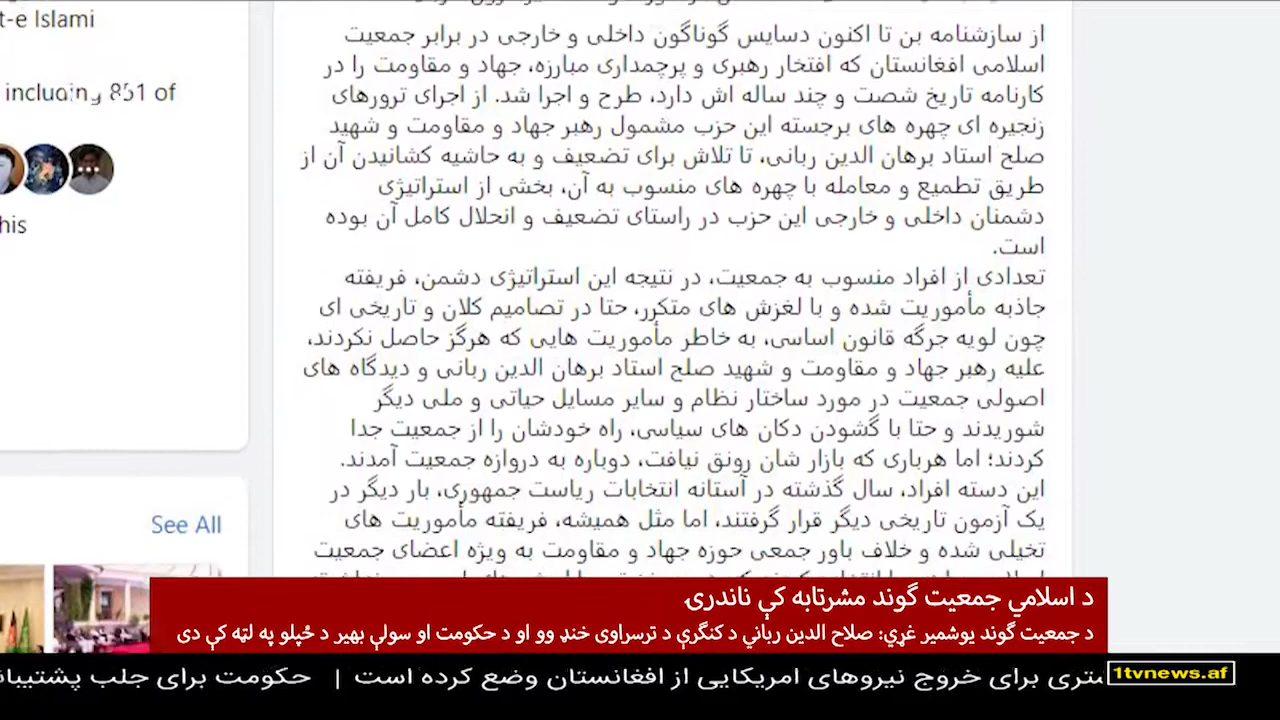 t-e Islami
including 851 of
his
See All
از سازشنامه بن تا اکنون دسایس گوناگون داخلی و خارجی در برابر جمعیت
اسلامی افغانستان که افتخار رهبری و پرچمداری مبارزه، جهاد و مقاومت را در
کارنامه تاریخ شصت و چند ساله اش دارد، طرح و اجرا شد. از اجرای ترورهای
زنجیره ای چهره های برجسته این حزب مشمول رهبر جهاد و مقاومت و شهید
صلح استاد برهان الدین ربانی، تا تلاش برای تضعیف و به حاشیه کشانیدن آن از
طریق تطمیع و معامله با چهره های منسوب به آن، بخشی از استراتیژی
دشمنان داخلی و خارجی این حزب در راستای تضعیف و انحلال کامل آن بوده
است.
تعدادی از افراد منسوب به جمعیت، در نتیجه این استراتیژی دشمن، فریفته
جاذبه مأموریت شده و با لغزش های متکرر، حتا در تصامیم کلان و تاریخی ای
چون لویه جرگه قانون اساسی، به خاطر مأموریت هایی که هرگز حاصل نکردند،
علیه رهبر جهاد و مقاومت و شهید صلح استاد برهان الدین ربانی و دیدگاه های
اصولی جمعیت در مورد ساختار نظام و سایر مسایل حیاتی و ملی دیگر
شوریدند و حتا با گشودن دکان های سیاسی، راه خودشان را از جمعیت جدا
کردند؛ اما هرباری که بازار شان رونق نیافت، دوباره به دروازه جمعیت آمدند.
این دسته افراد، سال گذشته در آستانه انتخابات ریاست جمهوری، بار دیگر در
یک آزمون تاریخی دیگر قرار گرفتند، اما مثل همیشه، فریفته مأموریت های
تخیلی شده و خلاف باور جمعی حوزه جهاد و مقاومت به ویژه اعضای جمعیت
د اسلامي جمعیت گوند مشرتابه کې ناندرۍ
د جمعیت گوند یوشمېر غړي: صلاح الدین رباني د کنگرې د ترسراوی خنډ وو او د حکومت او سولې بهیر د ځپلو په لټه کې دی
ـتری برای خروج نیروهای امریکایی از افغانستان وضع کرده است | حکومت برای جلب پشتیبانـ
1tvnews.af